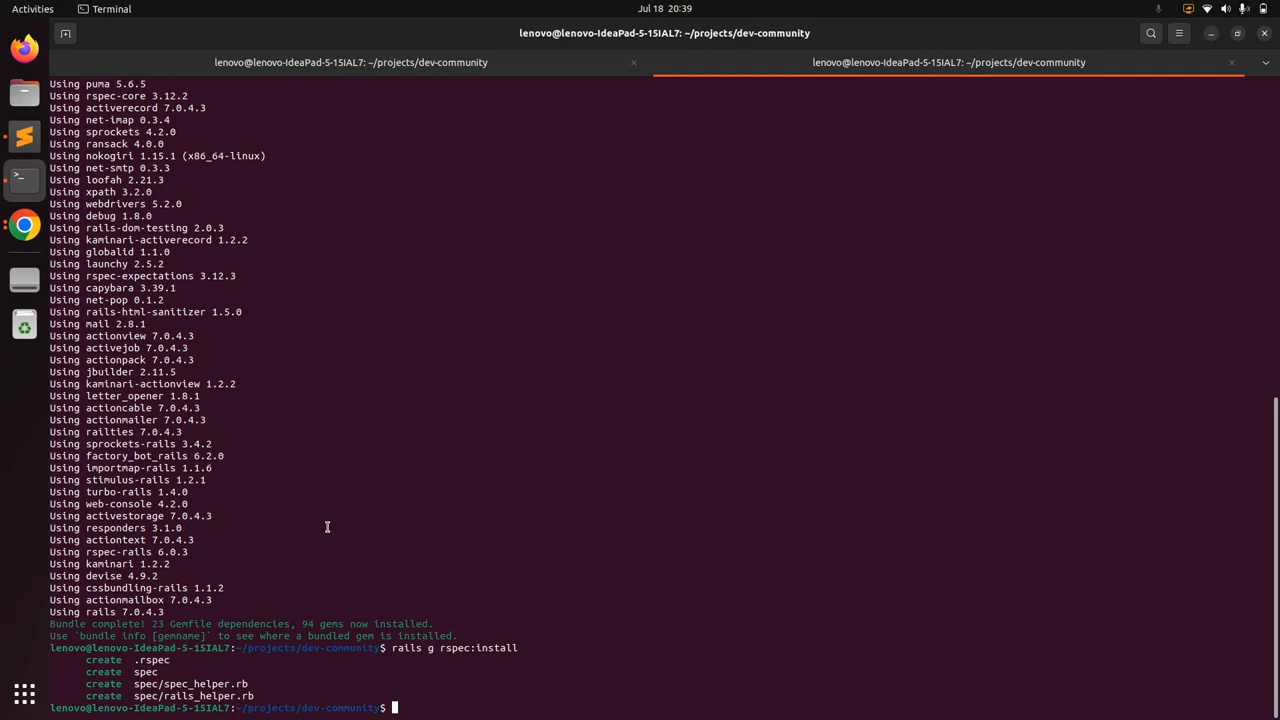 Activities
Terminal
Jul 18 20:39
lenovo@lenovo-IdeaPad-5-15IAL7: ~/projects/dev-community
lenovo@lenovo-IdeaPad-5-15IAL7: ~/projects/dev-community
lenovo@lenovo-IdeaPad-5-15IAL7: ~/projects/dev-community
Using puma 5.6.5
Using rspec-core 3.12.2
Using activerecord 7.0.4.3
Using net-imap 0.3.4
Using sprockets 4.2.0
Using ransack 4.0.0
Using nokogiri 1.15.1 (x86_64-linux)
Using net-smtp 0.3.3
Using loofah 2.21.3
Using xpath 3.2.0
Using webdrivers 5.2.0
Using debug 1.8.0
Using rails-dom-testing 2.0.3
Using kaminari-activerecord 1.2.2
Using globalid 1.1.0
Using launchy 2.5.2
Using rspec-expectations 3.12.3
Using capybara 3.39.1
Using net-pop 0.1.2
Using rails-html-sanitizer 1.5.0
Using mail 2.8.1
Using actionview 7.0.4.3
Using activejob 7.0.4.3
Using actionpack 7.0.4.3
Using jbuilder 2.11.5
Using kaminari-actionview 1.2.2
Using letter_opener 1.8.1
Using actioncable 7.0.4.3
Using actionmailer 7.0.4.3
Using railties 7.0.4.3
Using sprockets-rails 3.4.2
Using factory_bot_rails 6.2.0
Using importmap-rails 1.1.6
Using stimulus-rails 1.2.1
Using turbo-rails 1.4.0
Using web-console 4.2.0
Using activestorage 7.0.4.3
Using responders 3.1.0
Using actiontext 7.0.4.3
Using rspec-rails 6.0.3
Using kaminari 1.2.2
Using devise 4.9.2
Using cssbundling-rails 1.1.2
Using actionmailbox 7.0.4.3
Using rails 7.0.4.3
Bundle complete! 23 Gemfile dependencies, 94 gems now installed.
Use `bundle info [gemname]` to see where a bundled gem is installed.
lenovo@lenovo-IdeaPad-5-15IAL7:~/projects/dev-community$ rails g rspec:install
create  .rspec
create  spec
create  spec/spec_helper.rb
create  spec/rails_helper.rb
lenovo@lenovo-IdeaPad-5-15IAL7:~/projects/dev-community$